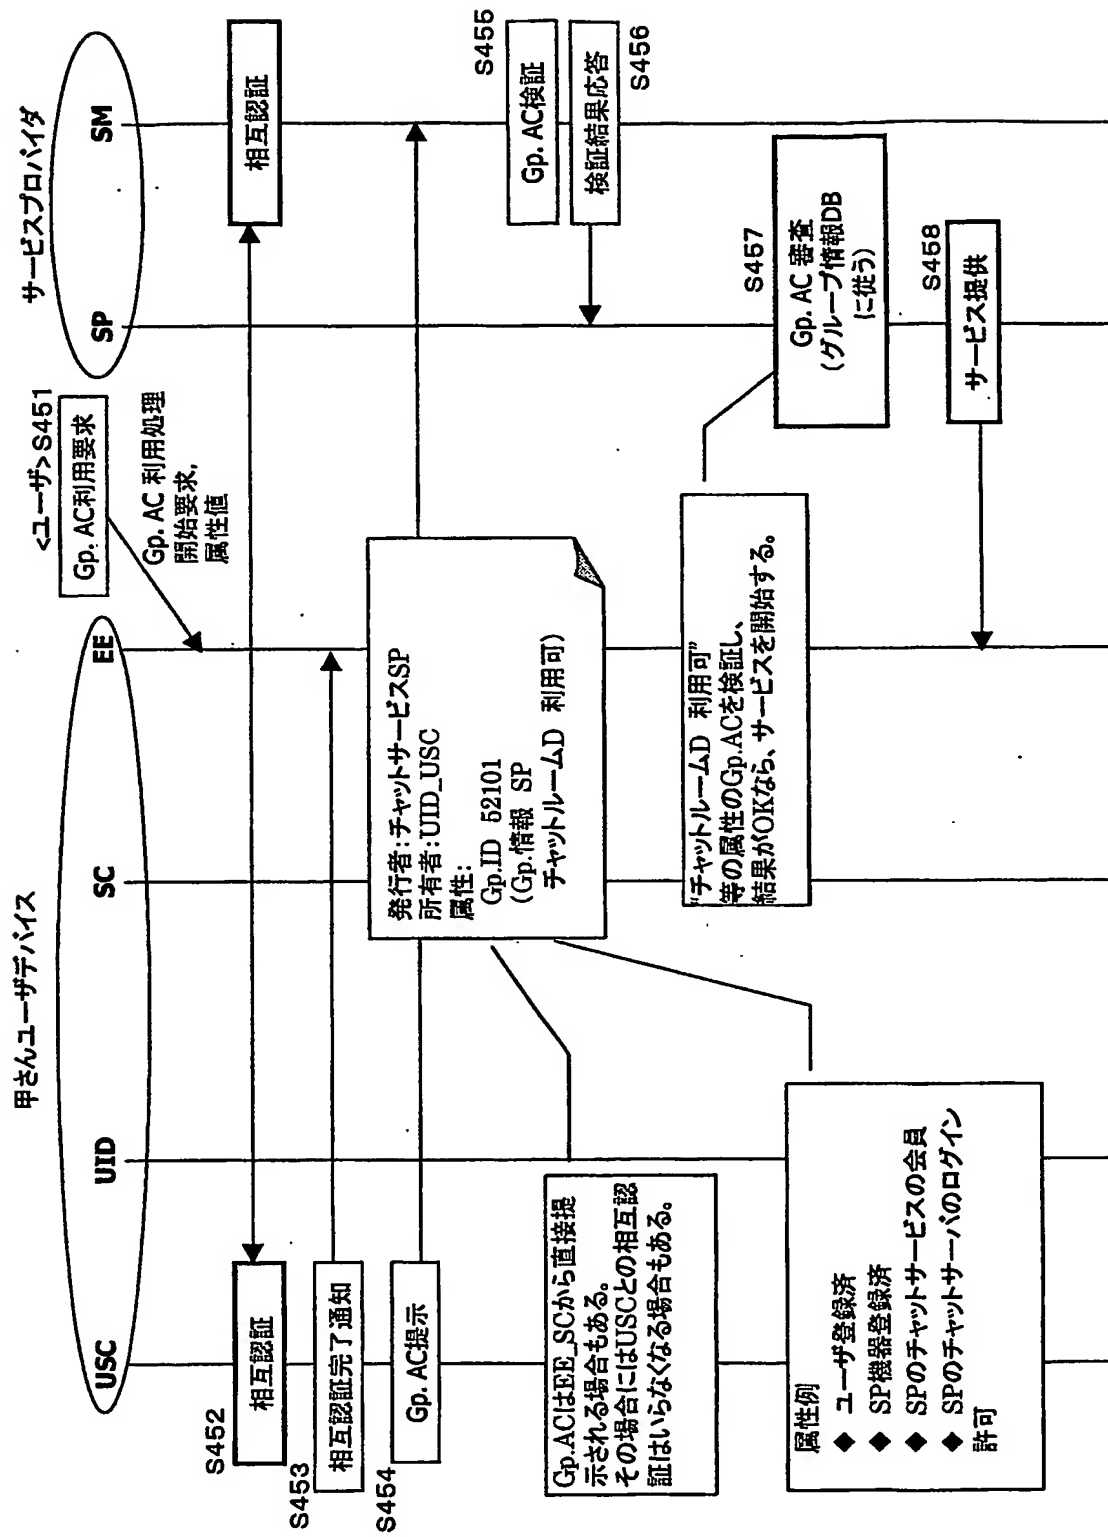 甲さんユーザデバイス
サービスプロバイダ
USC
UID
SC
EE
SP
SM
<ユーザ>S451
Gp. AC利用要求
Gp. AC 利用処理
開始要求,
属性値
S452
相互認証
相互認証
S453
相互認証完了通知
S454
Gp. AC提示
発行者:チャットサービスSP
所有者:UID_USC
属性:
Gp.ID 52101
(Gp.情報 SP
チャットルームD 利用可)
S455
Gp. AC検証
検証結果応答
S456
Gp.ACはEE_SCから直接提
示される場合もある。
その場合にはUSCとの相互認
証はいらなくなる場合もある。
"チャットルームD 利用可"
等の属性のGp.ACを検証し、
結果がOKなら、サービスを開始する。
S457
Gp. AC 審査
(グループ情報DB
に従う)
属性例
◆ ユーザ登録済
◆ SP機器登録済
◆ SPのチャットサービスの会員
◆ SPのチャットサーバのログイン
許可
S458
サービス提供